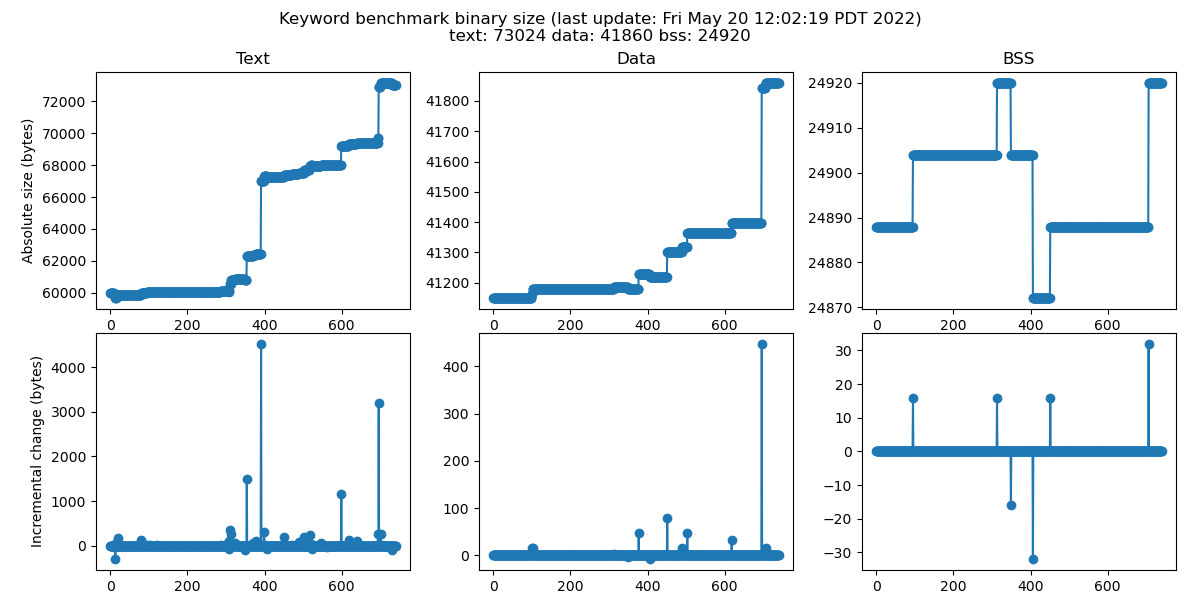 Keyword benchmark binary size (last update: Fri May 20 12:02:19 PDT 2022)
text: 73024 data: 41860 bss: 24920
Text
Data
BSS
Absolute size (bytes)
72000
70000
68000
66000
64000
62000
60000
0 200 400 600
41800
41700
41600
41500
41400
41300
41200
0 200 400 600
24920
24910
24900
24890
24880
24870
0 200 400 600
Incremental change (bytes)
4000
3000
2000
1000
0
0 200 400 600
400
300
200
100
0
0 200 400 600
30
20
10
0
−10
−20
−30
0 200 400 600